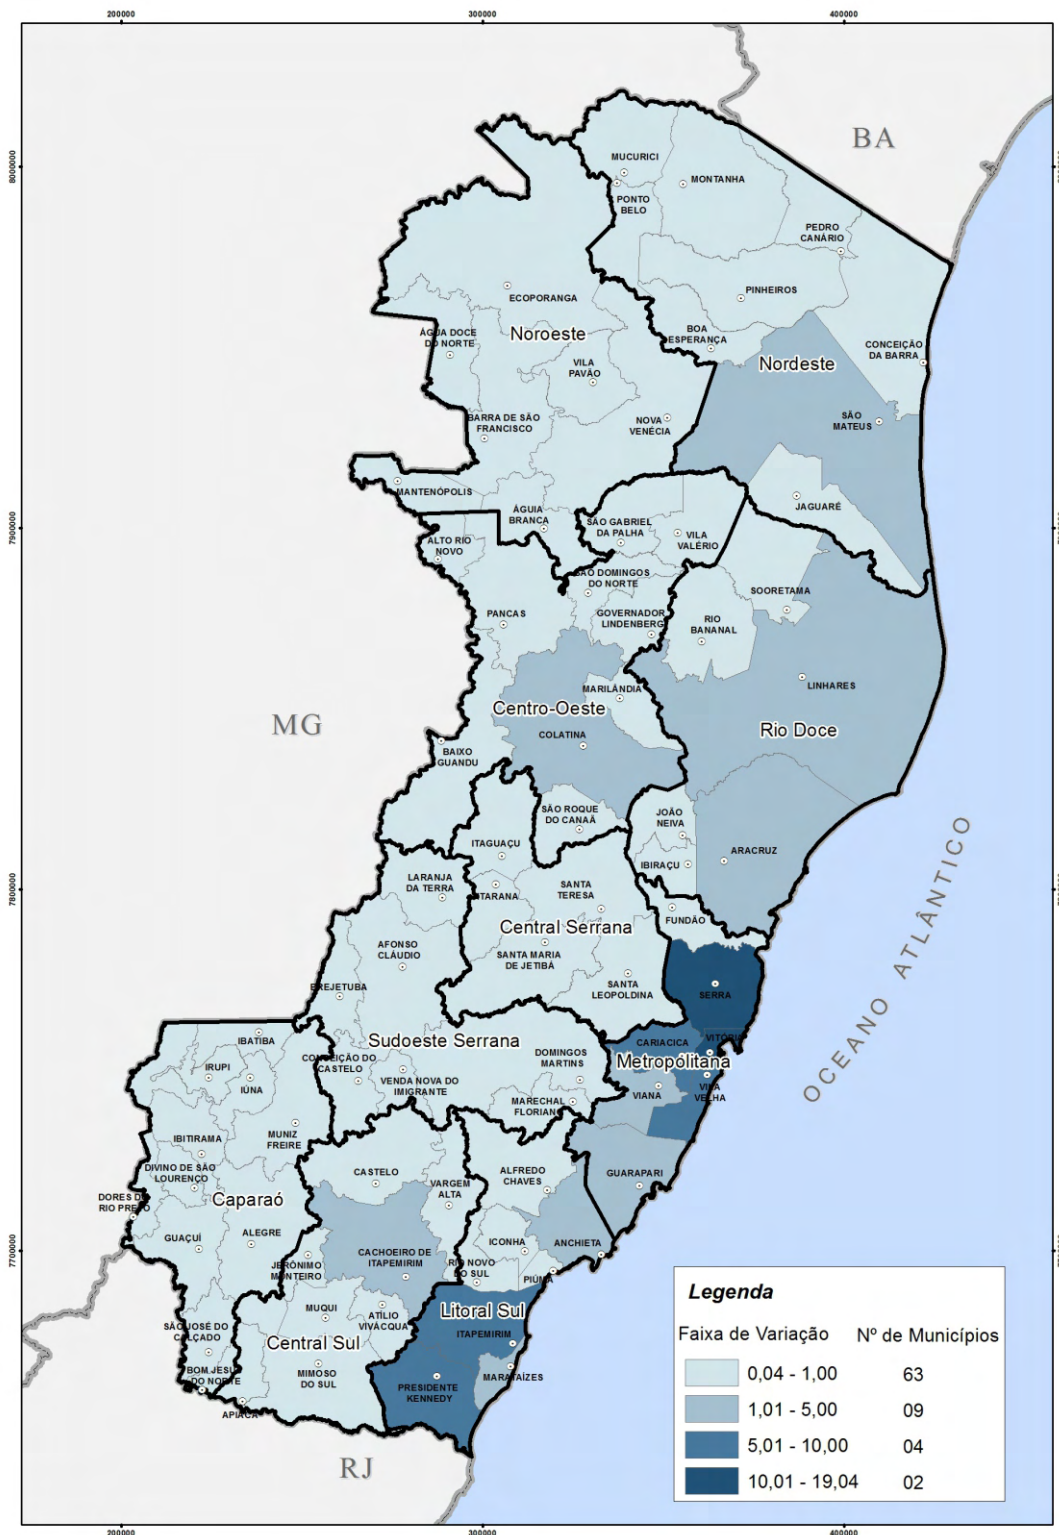 200000
300000
400000
BA
8000000
MUCURICI
MONTANHA
PONTO
BELO
PEDRO
CANÁRIO
ECOPORANGA
PINHEIROS
Noroeste
ÁGUA DOCE
DO NORTE
BOA
ESPERANÇA
CONCEIÇÃO
DA BARRA
VILA
PAVÃO
Nordeste
BARRA DE SÃO
FRANCISCO
NOVA
VENÉCIA
SÃO
MATEUS
MANTENÓPOLIS
JAGUARÉ
ÁGUIA
BRANCA
SÃO GABRIEL
DA PALHA
VILA
VALÉRIO
7900000
ALTO RIO
NOVO
SÃO DOMINGOS
DO NORTE
SOORETAMA
PANCAS
GOVERNADOR
LINDENBERG
RIO
BANANAL
MARILÂNDIA
LINHARES
Centro-Oeste
MG
Rio Doce
COLATINA
BAIXO
GUANDU
SÃO ROQUE
DO CANAÃ
JOÃO
NEIVA
ITAGUAÇU
ARACRUZ
IBIRAÇU
LARANJA
DA TERRA
ITARANA
SANTA
TERESA
7800000
FUNDÃO
Central Serrana
AFONSO
CLÁUDIO
SANTA MARIA
DE JETIBÁ
SANTA
LEOPOLDINA
SERRA
BREJETUBA
OCEANO ATLÂNTICO
IBATIBA
Sudoeste Serrana
CARIACICA
VITÓRIA
Metropolitana
IRUPI
IÚNA
CONCEIÇÃO DO
CASTELO
VENDA NOVA DO
IMIGRANTE
DOMINGOS
MARTINS
VIANA
VILA
VELHA
MARECHAL
FLORIANO
IBITIRAMA
MUNIZ
FREIRE
DIVINO DE SÃO
LOURENÇO
CASTELO
VARGEM
ALTA
ALFREDO
CHAVES
GUARAPARI
DORES DO
RIO PRETO
Caparaó
GUAÇUÍ
ALEGRE
ICONHA
ANCHIETA
7700000
JERÔNIMO
MONTEIRO
CACHOEIRO DE
ITAPEMIRIM
RIO NOVO
DO SUL
PIÚMA
MUQUI
ATÍLIO
VIVÁCQUA
Litoral Sul
ITAPEMIRIM
SÃO JOSÉ DO
CALÇADO
Central Sul
BOM JESUS
DO NORTE
MIMOSO
DO SUL
PRESIDENTE
KENNEDY
MARATAÍZES
APIACÁ
RJ
Legenda
Faixa de Variação Nº de Municípios
0,04 - 1,00 63
1,01 - 5,00 09
5,01 - 10,00 04
10,01 - 19,04 02
200000
300000
400000